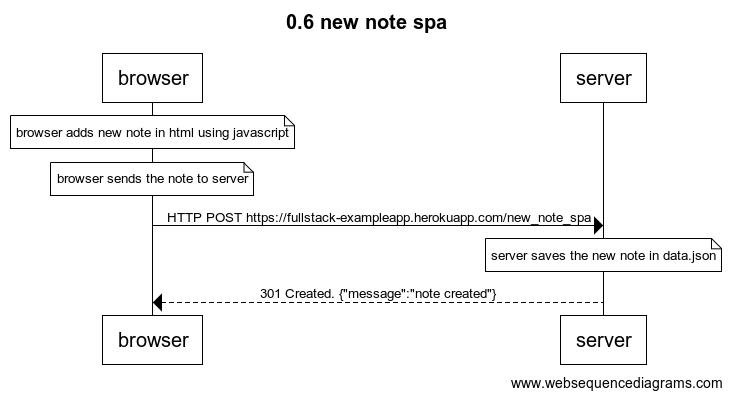 0.6 new note spa
browser
server
browser adds new note in html using javascript
browser sends the note to server
HTTP POST https://fullstack-exampleapp.herokuapp.com/new_note_spa
server saves the new note in data.json
301 Created. {"message":"note created"}
browser
server
www.websequencediagrams.com